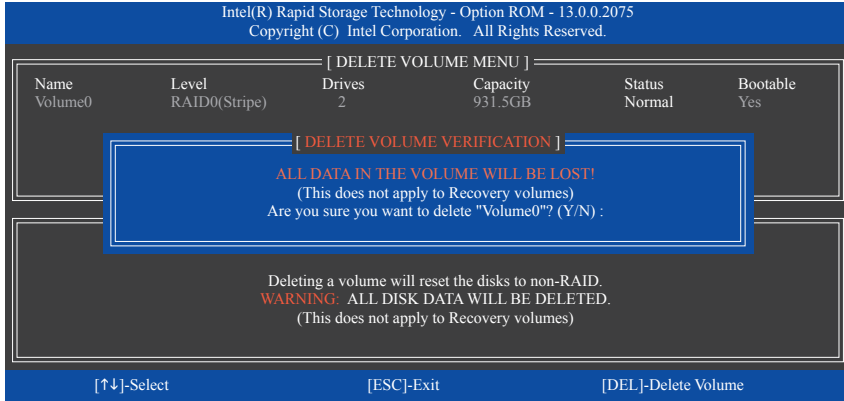 Intel(R) Rapid Storage Technology - Option ROM - 13.0.0.2075
Copyright (C) Intel Corporation. All Rights Reserved.
[ DELETE VOLUME MENU ]
Name Level Drives Capacity Status Bootable
Volume0 RAID0(Stripe) 2 931.5GB Normal Yes
[ DELETE VOLUME VERIFICATION ]
ALL DATA IN THE VOLUME WILL BE LOST!
(This does not apply to Recovery volumes)
Are you sure you want to delete "Volume0"? (Y/N) :
Deleting a volume will reset the disks to non-RAID.
WARNING: ALL DISK DATA WILL BE DELETED.
(This does not apply to Recovery volumes)
[↑↓]-Select [ESC]-Exit [DEL]-Delete Volume